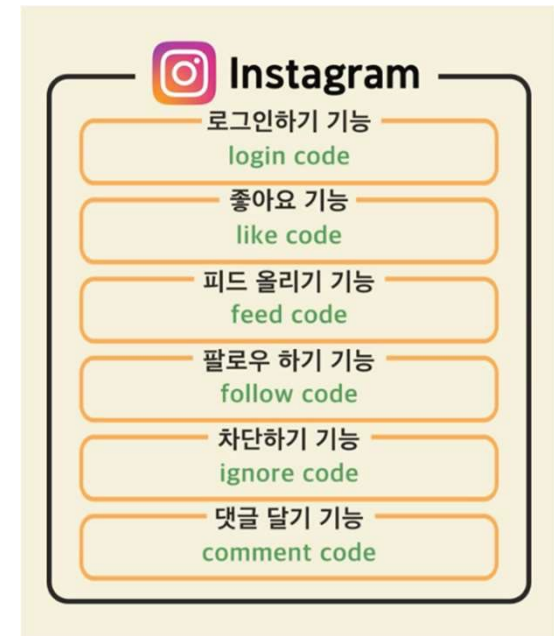 Instagram
로그인하기 기능
login code
좋아요 기능
like code
피드 올리기 기능
feed code
팔로우 하기 기능
follow code
차단하기 기능
ignore code
댓글 달기 기능
comment code